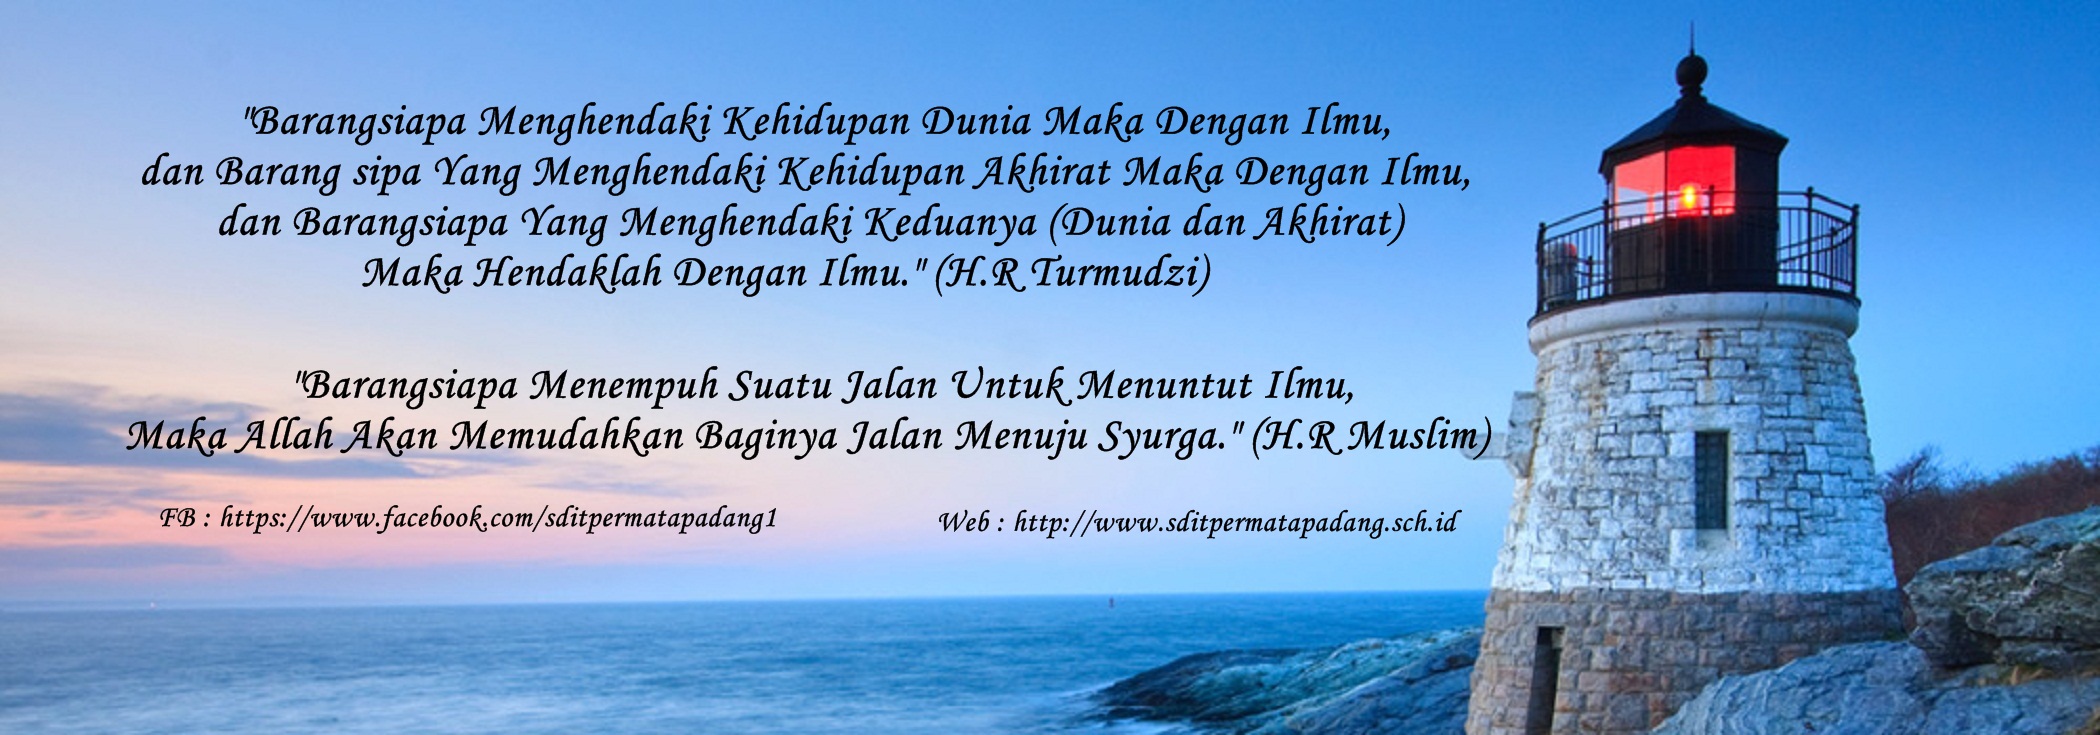 "Barangsiapa Menghendaki Kehidupan Dunia Maka Dengan Ilmu,
dan Barang sipa Yang Menghendaki Kehidupan Akhirat Maka Dengan Ilmu,
dan Barangsiapa Yang Menghendaki Keduanya (Dunia dan Akhirat)
Maka Hendaklah Dengan Ilmu." (H.R Turmudzi)
"Barangsiapa Menempuh Suatu Jalan Untuk Menuntut Ilmu,
Maka Allah Akan Memudahkan Baginya Jalan Menuju Syurga." (H.R Muslim)
FB : https://www.facebook.com/sditpermatapadang1
Web : http://www.sditpermatapadang.sch.id